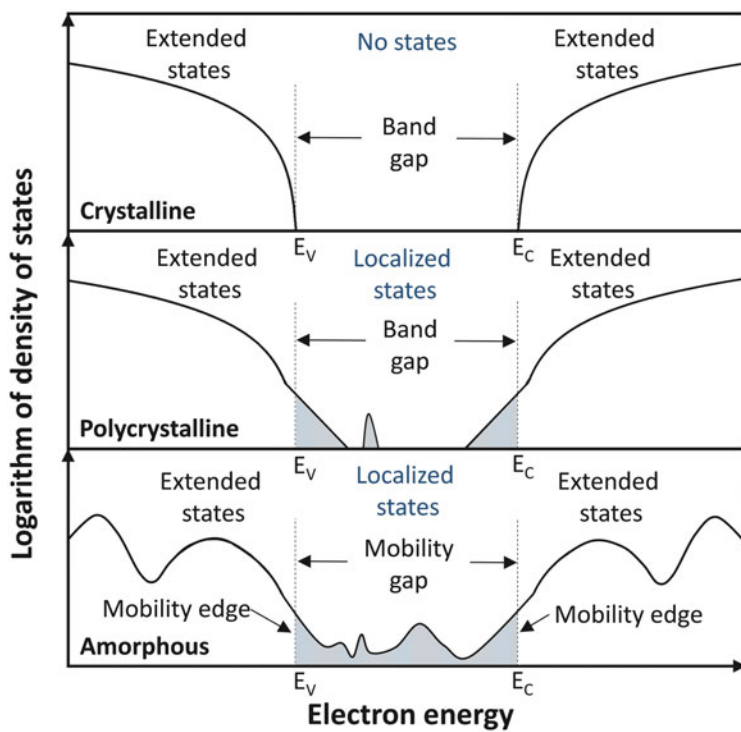 Logarithm of density of states
Extended
states
No states
Extended
states
Band
gap
Crystalline
E_V
E_C
Extended
states
Localized
states
Extended
states
Band
gap
Polycrystalline
E_V
E_C
Extended
states
Localized
states
Extended
states
Mobility
gap
Mobility edge
Mobility edge
Amorphous
E_V
E_C
Electron energy